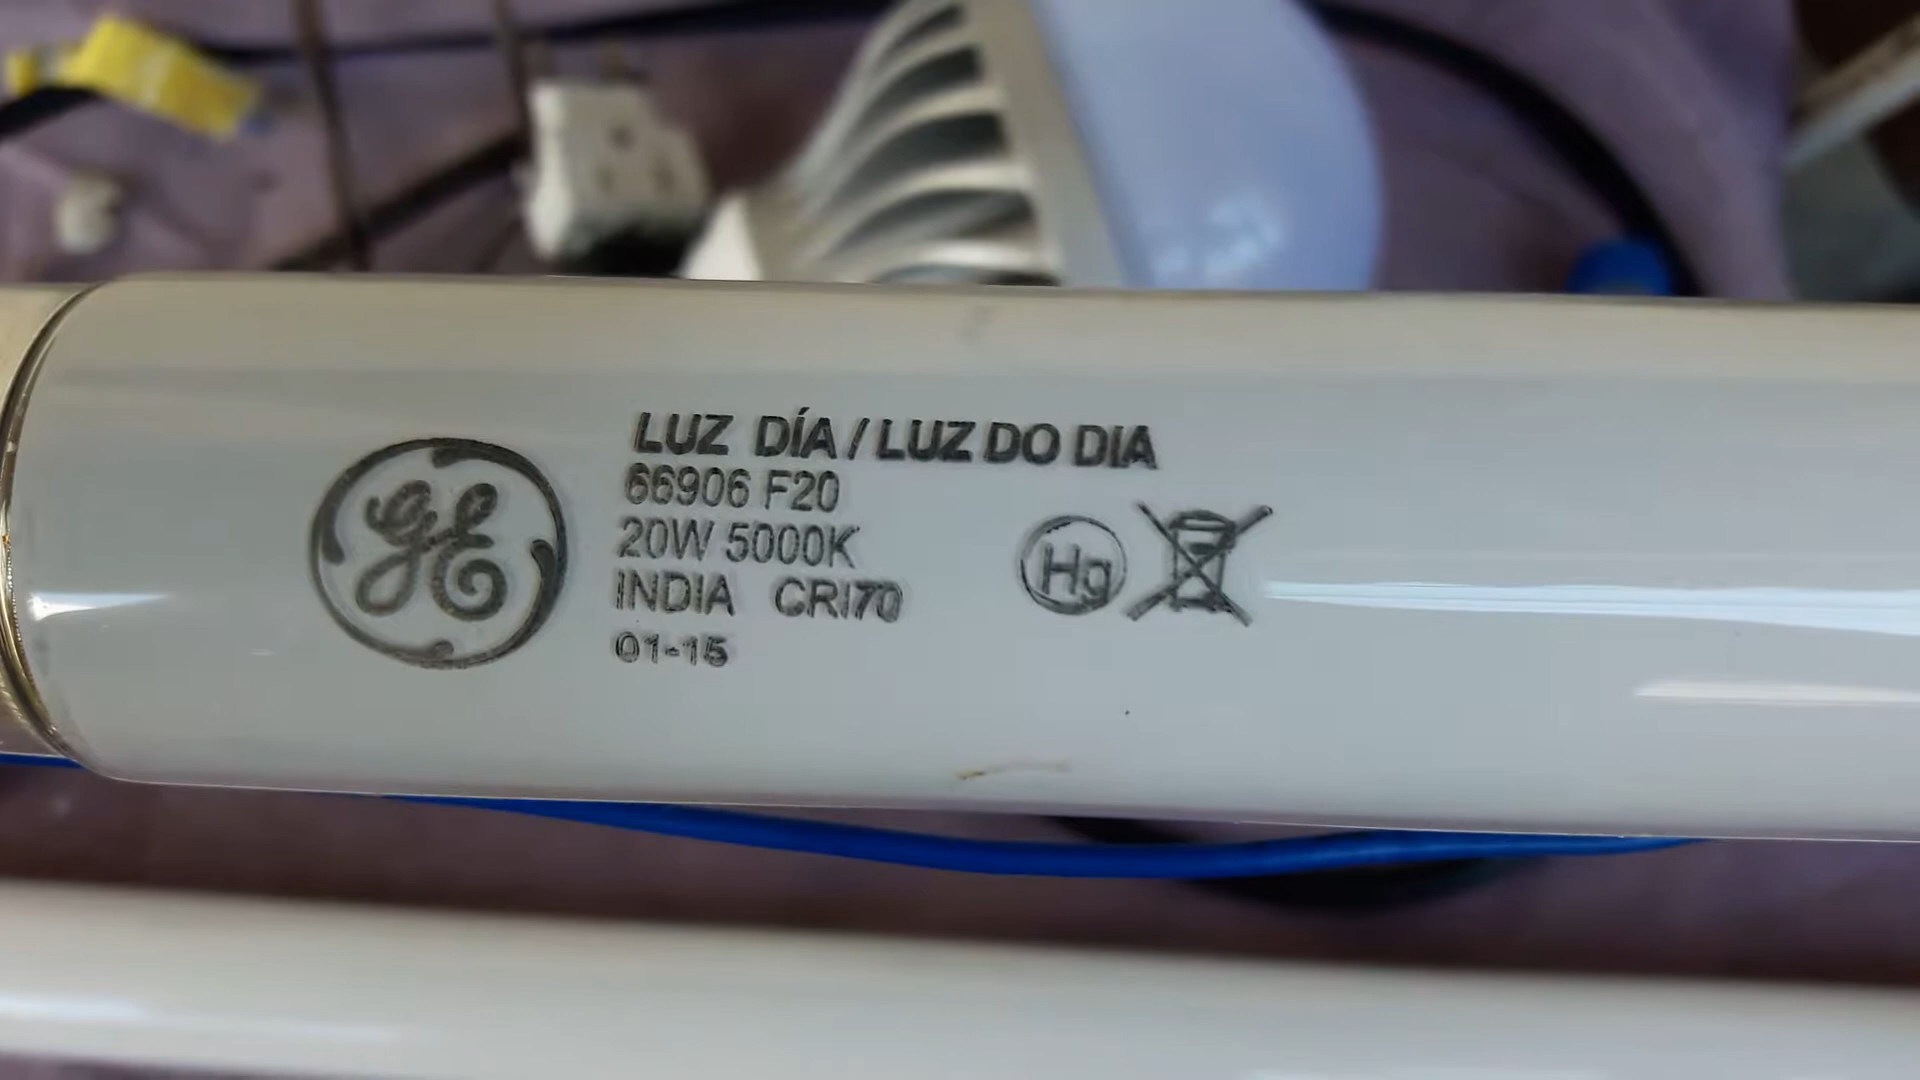 GE
LUZ DÍA / LUZ DO DIA
66906 F20
20W 5000K
INDIA CRI70
01-15
Hg